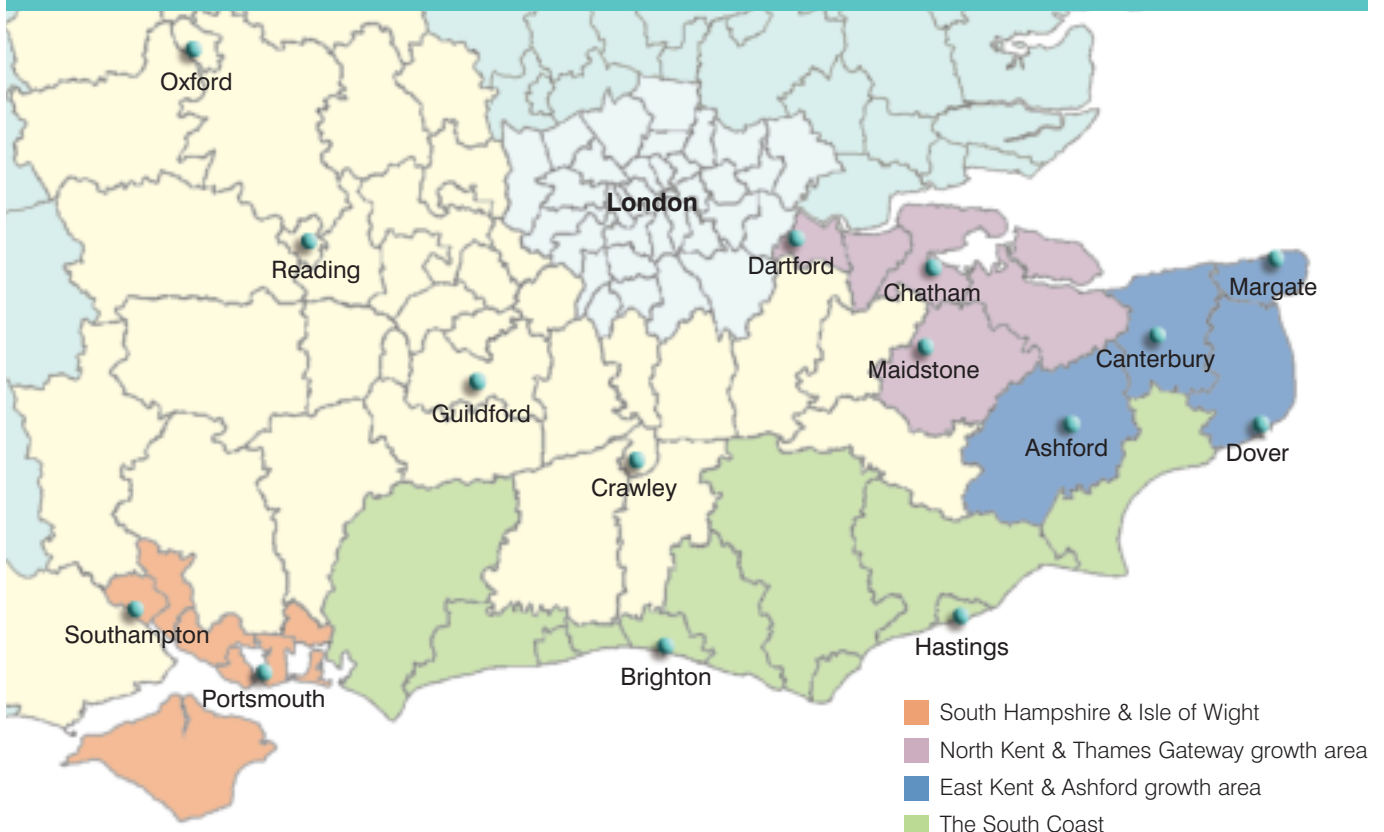 Oxford
London
Reading
Dartford
Chatham
Margate
Maidstone
Canterbury
Guildford
Ashford
Dover
Crawley
Southampton
Hastings
Brighton
Portsmouth
South Hampshire & Isle of Wight
North Kent & Thames Gateway growth area
East Kent & Ashford growth area
The South Coast